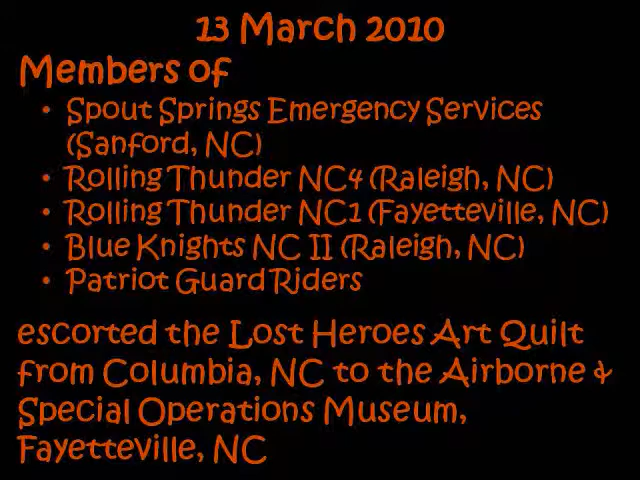 13 March 2010
Members of
• Spout Springs Emergency Services
(Sanford, NC)
• Rolling Thunder NC4 (Raleigh, NC)
• Rolling Thunder NC1 (Fayetteville, NC)
• Blue Knights NC II (Raleigh, NC)
• Patriot Guard Riders
escorted the Lost Heroes Art Quilt
from Columbia, NC to the Airborne &
Special Operations Museum,
Fayetteville, NC